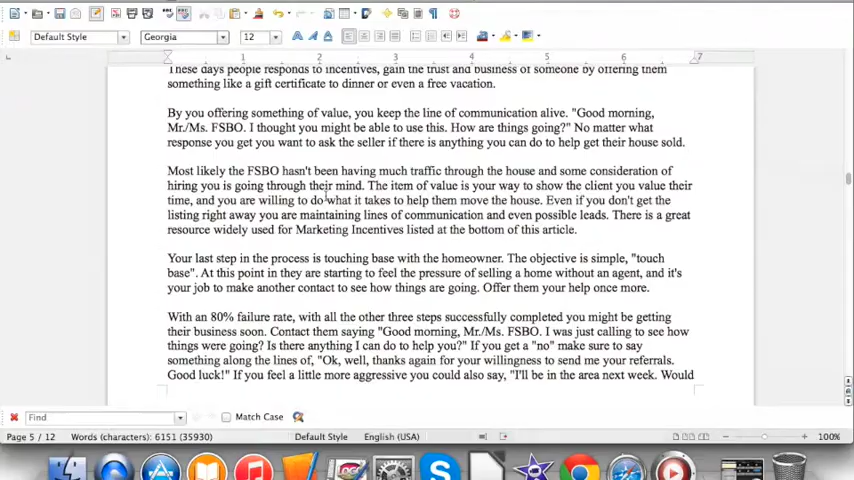 Default Style
Georgia
12
1 2 3 4 5 6 7
These days people responds to incentives, gain the trust and business of someone by offering them
something like a gift certificate to dinner or even a free vacation.
By you offering something of value, you keep the line of communication alive. "Good morning,
Mr./Ms. FSBO. I thought you might be able to use this. How are things going?" No matter what
response you get you want to ask the seller if there is anything you can do to help get their house sold.
Most likely the FSBO hasn't been having much traffic through the house and some consideration of
hiring you is going through their mind. The item of value is your way to show the client you value their
time, and you are willing to do what it takes to help them move the house. Even if you don't get the
listing right away you are maintaining lines of communication and even possible leads. There is a great
resource widely used for Marketing Incentives listed at the bottom of this article.
Your last step in the process is touching base with the homeowner. The objective is simple, "touch
base". At this point in they are starting to feel the pressure of selling a home without an agent, and it's
your job to make another contact to see how things are going. Offer them your help once more.
With an 80% failure rate, with all the other three steps successfully completed you might be getting
their business soon. Contact them saying "Good morning, Mr./Ms. FSBO. I was just calling to see how
things were going? Is there anything I can do to help you?" If you get a "no" make sure to say
something along the lines of, "Ok, well, thanks again for your willingness to send me your referrals.
Good luck!" If you feel a little more aggressive you could also say, "I'll be in the area next week. Would
Find
Match Case
Page 5 / 12 Words (characters): 6151 (35930) Default Style English (USA) 100%